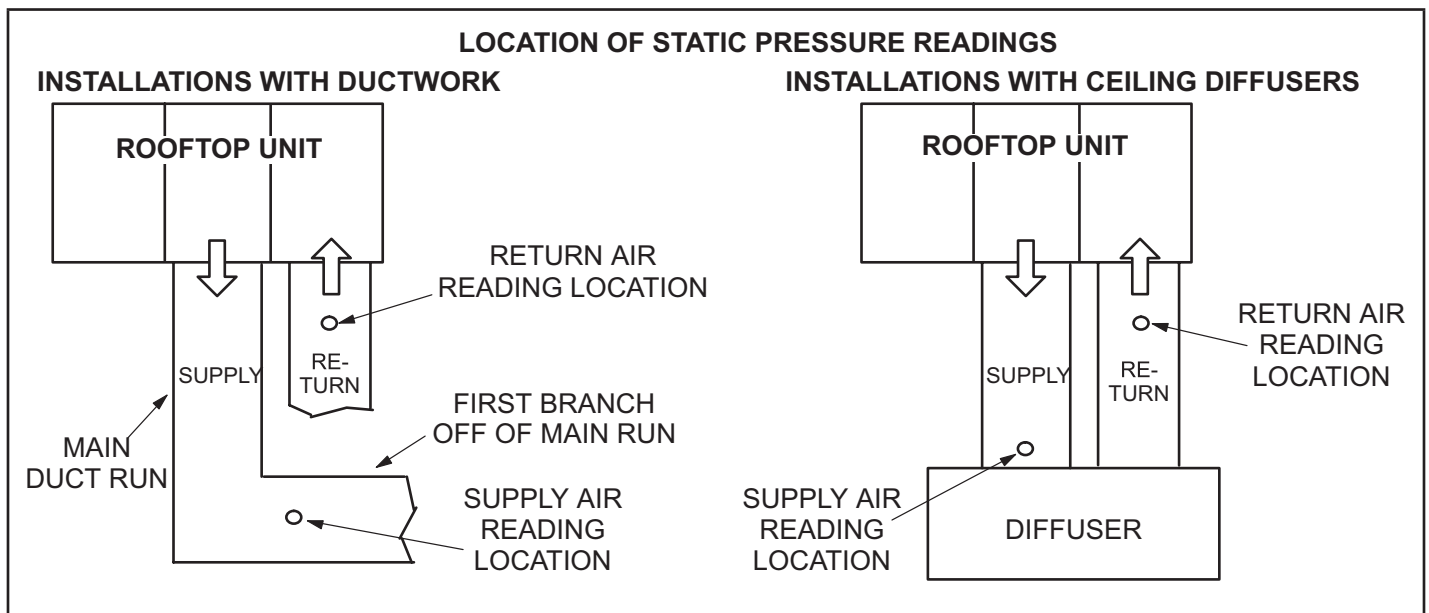 LOCATION OF STATIC PRESSURE READINGS
INSTALLATIONS WITH DUCTWORK
ROOFTOP UNIT
RETURN AIR
READING LOCATION
SUPPLY
RE-
TURN
MAIN
DUCT RUN
FIRST BRANCH
OFF OF MAIN RUN
SUPPLY AIR
READING
LOCATION
INSTALLATIONS WITH CEILING DIFFUSERS
ROOFTOP UNIT
RETURN AIR
READING
LOCATION
SUPPLY
RE-
TURN
SUPPLY AIR
READING
LOCATION
DIFFUSER